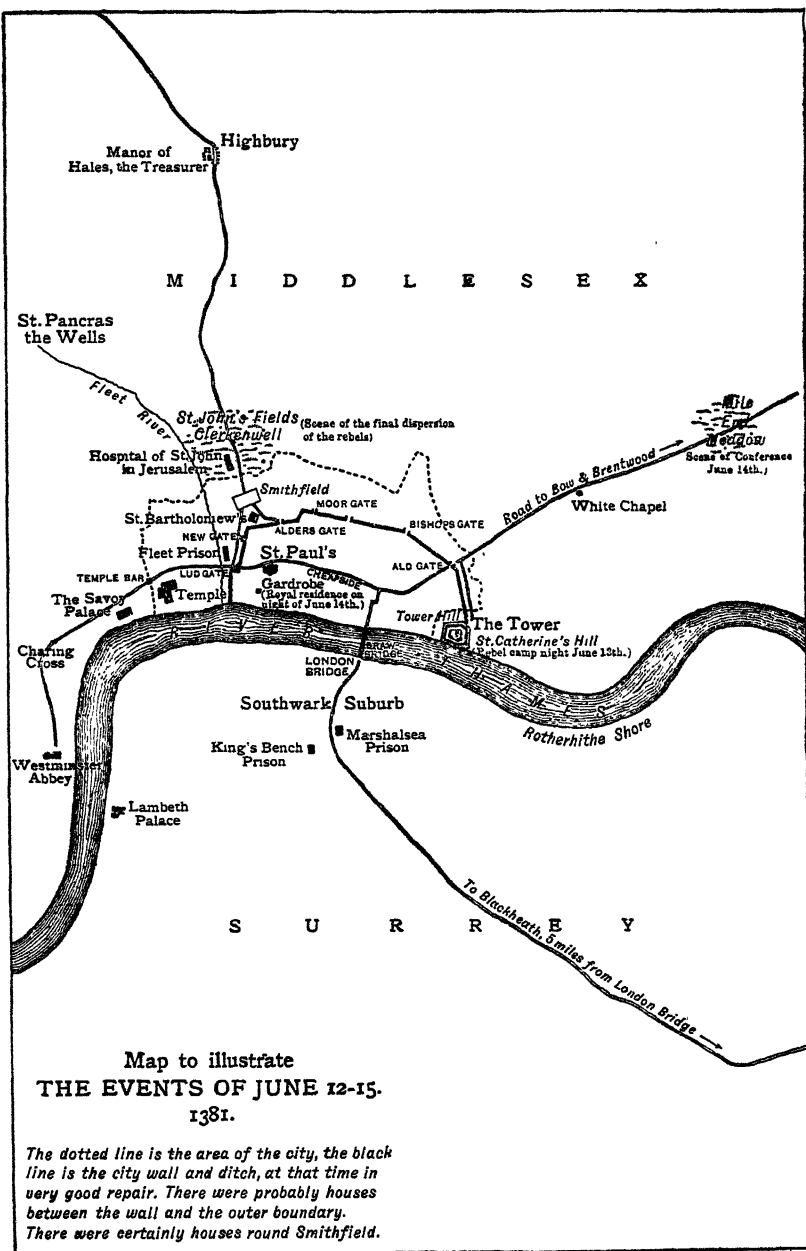 Highbury
Manor of
Hales, the Treasurer
M I D D L E S E X
St. Pancras
the Wells
Fleet River
St. John's Fields
Clerkenwell
(Scene of the final dispersion
of the rebels)
Mile
End
Meadow
Scene of Conference
June 14th.)
Hospital of St. John
in Jerusalem
Smithfield
Road to Bow & Brentwood
White Chapel
St. Bartholomew's
MOOR GATE
ALDERS GATE
BISHOPS GATE
NEW GATE
Fleet Prison
St. Paul's
ALD GATE
LUD GATE
CHEAPSIDE
TEMPLE BAR
Temple
Gardrobe
(Royal residence on
night of June 14th.)
The Savoy
Palace
Tower Hill
The Tower
St. Catherine's Hill
(Rebel camp night June 13th.)
Charing
Cross
RIVER THAMES
DRAW
BRIDGE
LONDON
BRIDGE
Southwark Suburb
Rotherhithe Shore
Marshalsea
Prison
King's Bench
Prison
Westminster
Abbey
Lambeth
Palace
To Blackheath, 5 miles from London Bridge
S U R R E Y
Map to illustrate
THE EVENTS OF JUNE 12-15.
1381.
The dotted line is the area of the city, the black
line is the city wall and ditch, at that time in
very good repair. There were probably houses
between the wall and the outer boundary.
There were certainly houses round Smithfield.